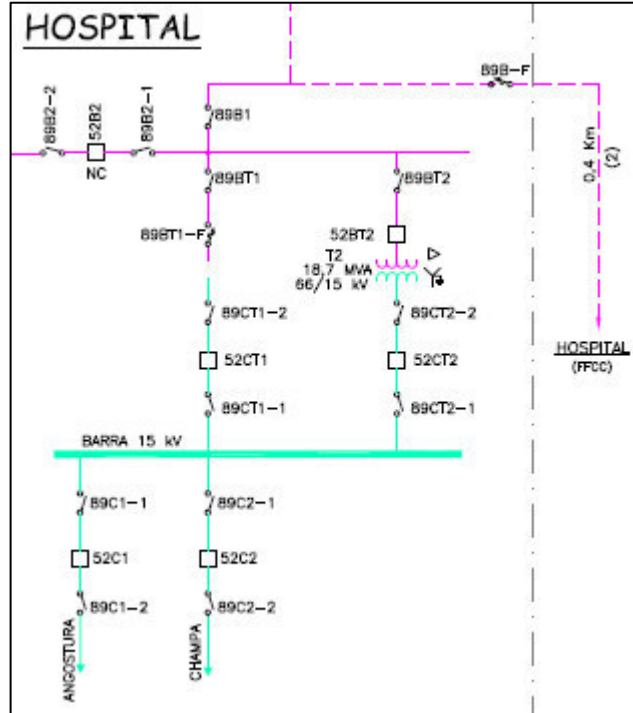 HOSPITAL
89B-F
89B2-2
52B2
89B2-1
89B1
NC
0,4 Km
(2)
89BT1
89BT2
89BT1-F
52BT2
T2
18,7 MVA
66/15 kV
89CT1-2
89CT2-2
HOSPITAL
(FFCC)
52CT1
52CT2
89CT1-1
89CT2-1
BARRA 15 kV
89C1-1
89C2-1
52C1
52C2
89C1-2
89C2-2
ANGOSTURA
CHAMPA